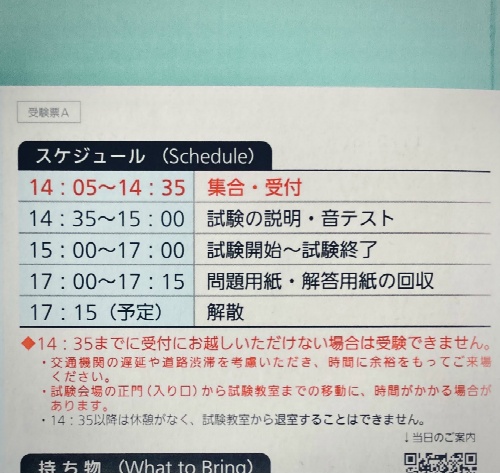 受験票A
スケジュール (Schedule)
14：05～14：35 集合・受付
14：35～15：00 試験の説明・音テスト
15：00～17：00 試験開始～試験終了
17：00～17：15 問題用紙・解答用紙の回収
17：15（予定） 解散
◆14：35までに受付にお越しいただけない場合は受験できません。
・交通機関の遅延や道路渋滞を考慮いただき、時間に余裕をもってご来場
ください。
・試験会場の正門（入り口）から試験教室までの移動に、時間がかかる場合が
あります。
・14：35以降は休憩がなく、試験教室から退室することはできません。
↓当日のご案内
持ち物 (What to Bring)